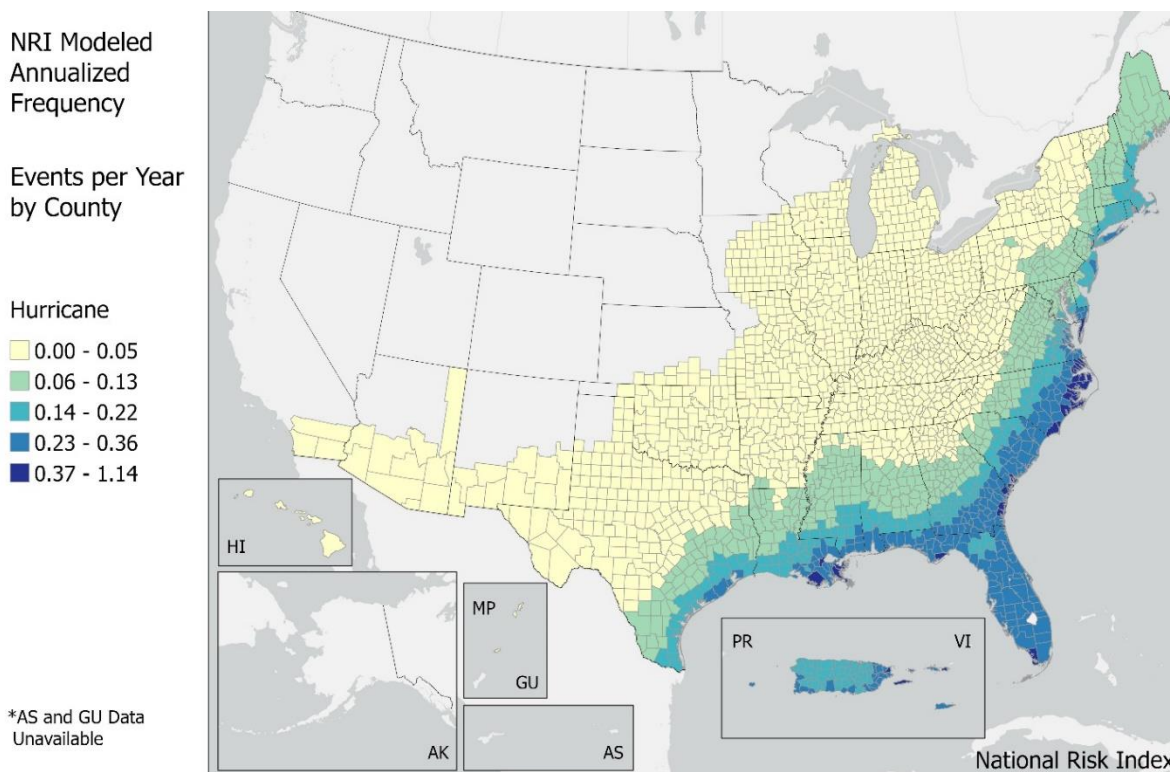 NRI Modeled
Annualized
Frequency
Events per Year
by County
Hurricane
0.00 - 0.05
0.06 - 0.13
0.14 - 0.22
0.23 - 0.36
0.37 - 1.14
*AS and GU Data
Unavailable
HI
AK
MP
GU
AS
PR
VI
National Risk Index